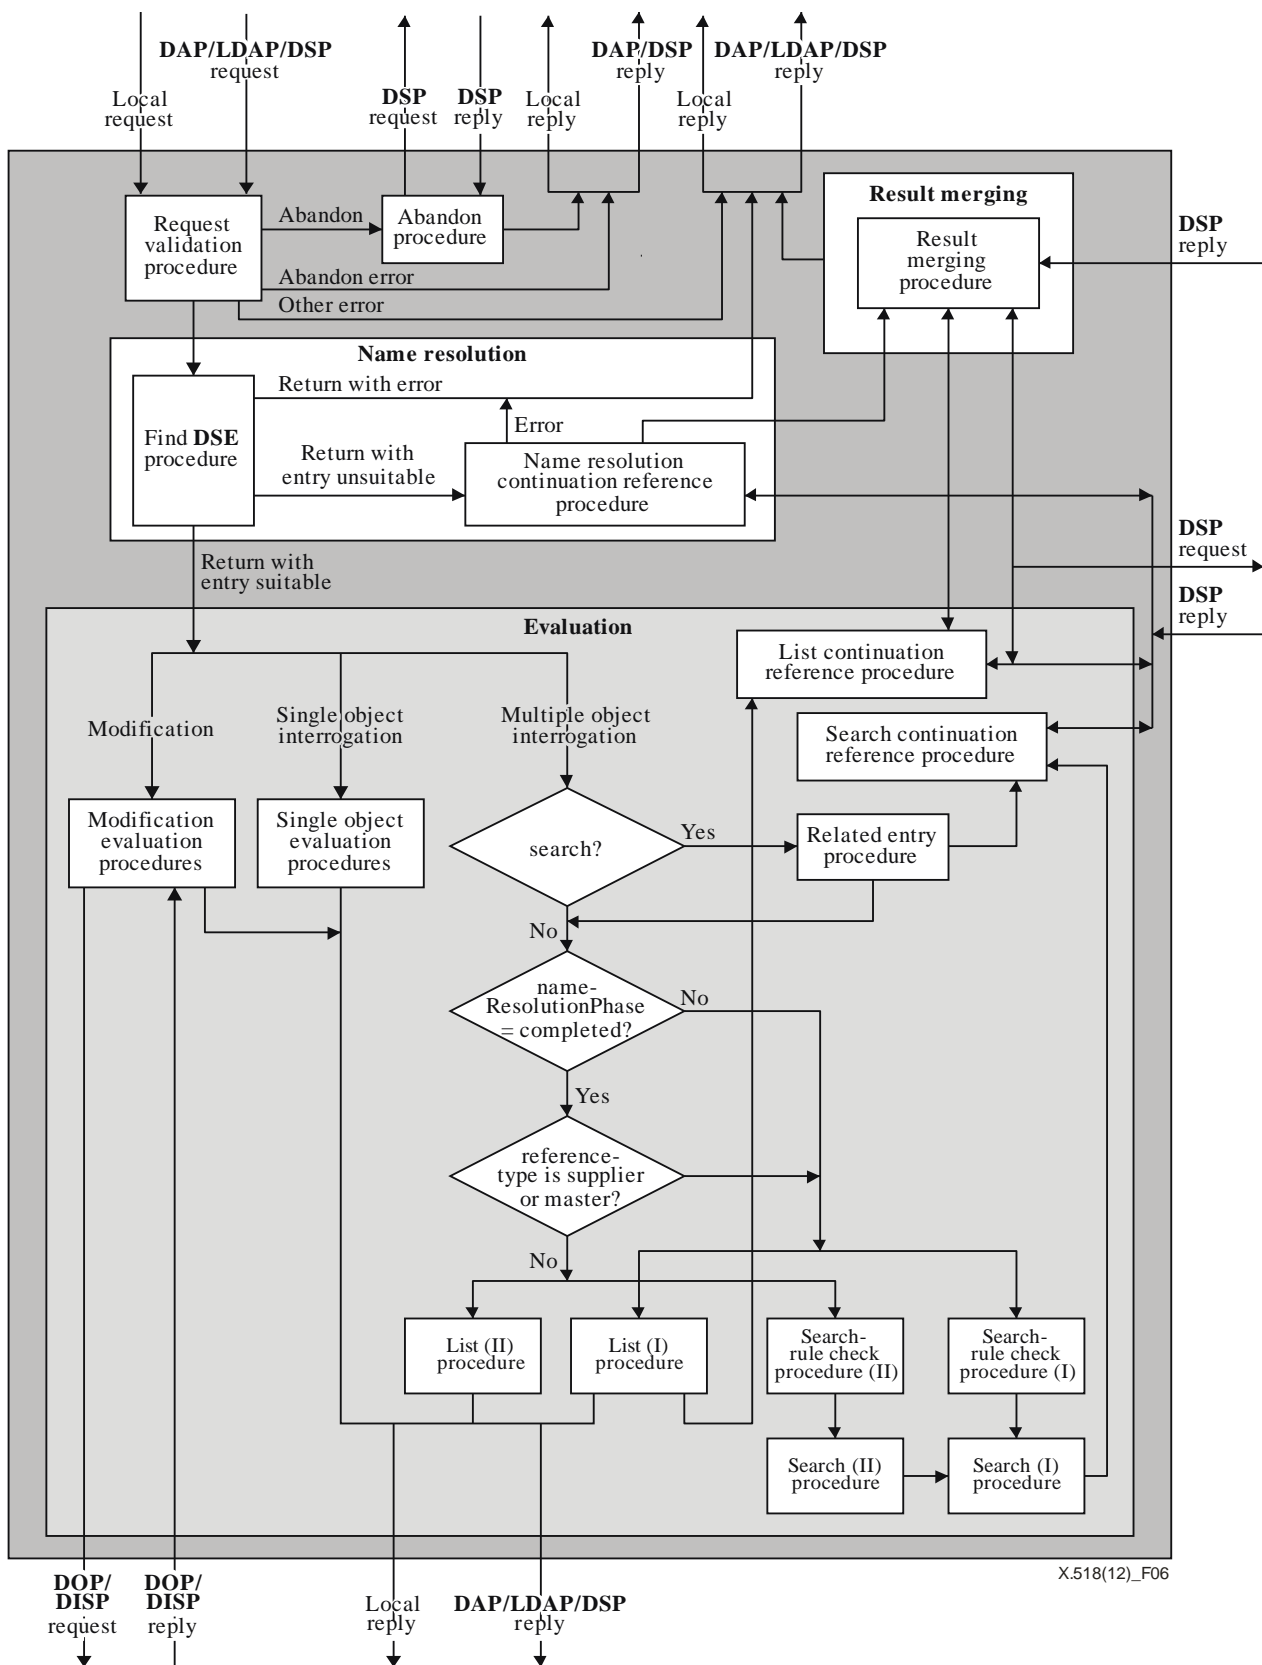 DAP/LDAP/DSP
request
Local
request
DSP
request
DSP
reply
Local
reply
DAP/DSP
reply
Local
reply
DAP/LDAP/DSP
reply
Request
validation
procedure
Abandon
Abandon
procedure
Abandon error
Other error
Result merging
Result
merging
procedure
DSP
reply
Name resolution
Return with error
Find DSE
procedure
Error
Return with
entry unsuitable
Name resolution
continuation reference
procedure
Return with
entry suitable
DSP
request
DSP
reply
Evaluation
List continuation
reference procedure
Modification
Single object
interrogation
Multiple object
interrogation
Search continuation
reference procedure
Modification
evaluation
procedures
Single object
evaluation
procedures
search?
Yes
Related entry
procedure
No
name-
ResolutionPhase
= completed?
No
Yes
reference-
type is supplier
or master?
No
List (II)
procedure
List (I)
procedure
Search-
rule check
procedure (II)
Search-
rule check
procedure (I)
Search (II)
procedure
Search (I)
procedure
X.518(12)_F06
DOP/
DISP
request
DOP/
DISP
reply
Local
reply
DAP/LDAP/DSP
reply